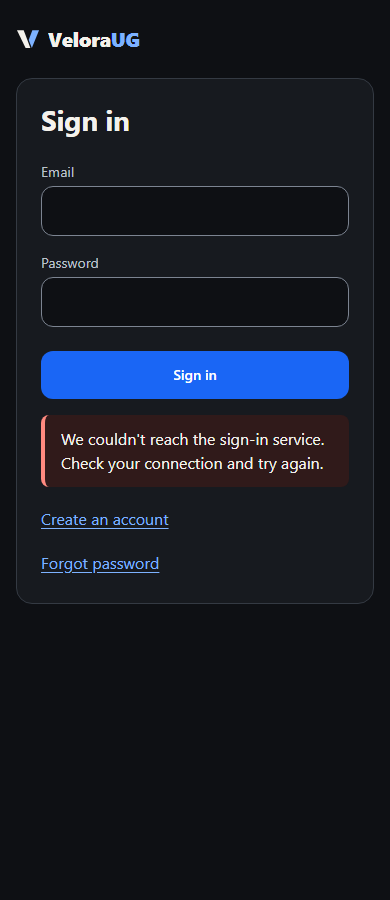 VeloraUG
Sign in
Email
Password
Sign in
We couldn't reach the sign-in service.
Check your connection and try again.
Create an account
Forgot password